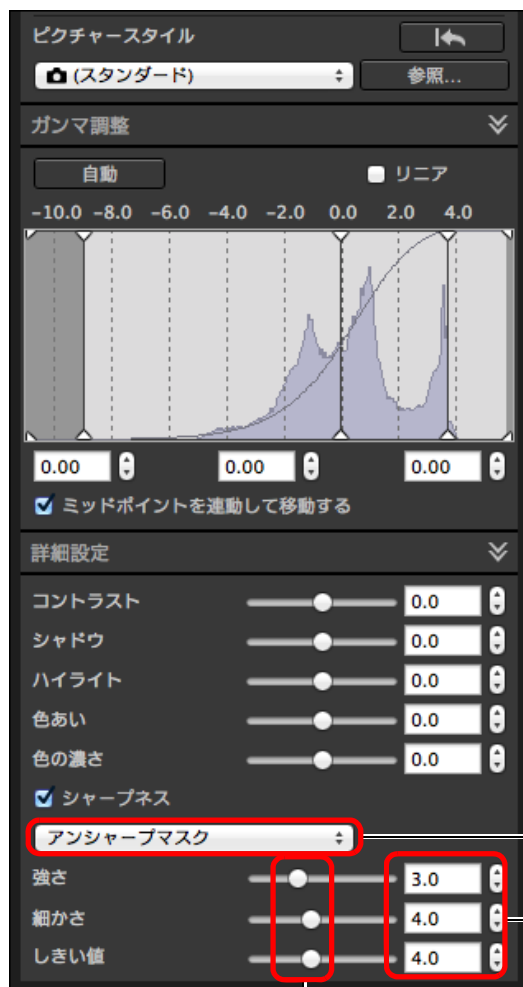 ピクチャースタイル
(スタンダード) 参照...
ガンマ調整
自動 リニア
-10.0 -8.0 -6.0 -4.0 -2.0 0.0 2.0 4.0
0.00 0.00 0.00
ミッドポイントを連動して移動する
詳細設定
コントラスト 0.0
シャドウ 0.0
ハイライト 0.0
色あい 0.0
色の濃さ 0.0
シャープネス
アンシャープマスク
強さ 3.0
細かさ 4.0
しきい値 4.0